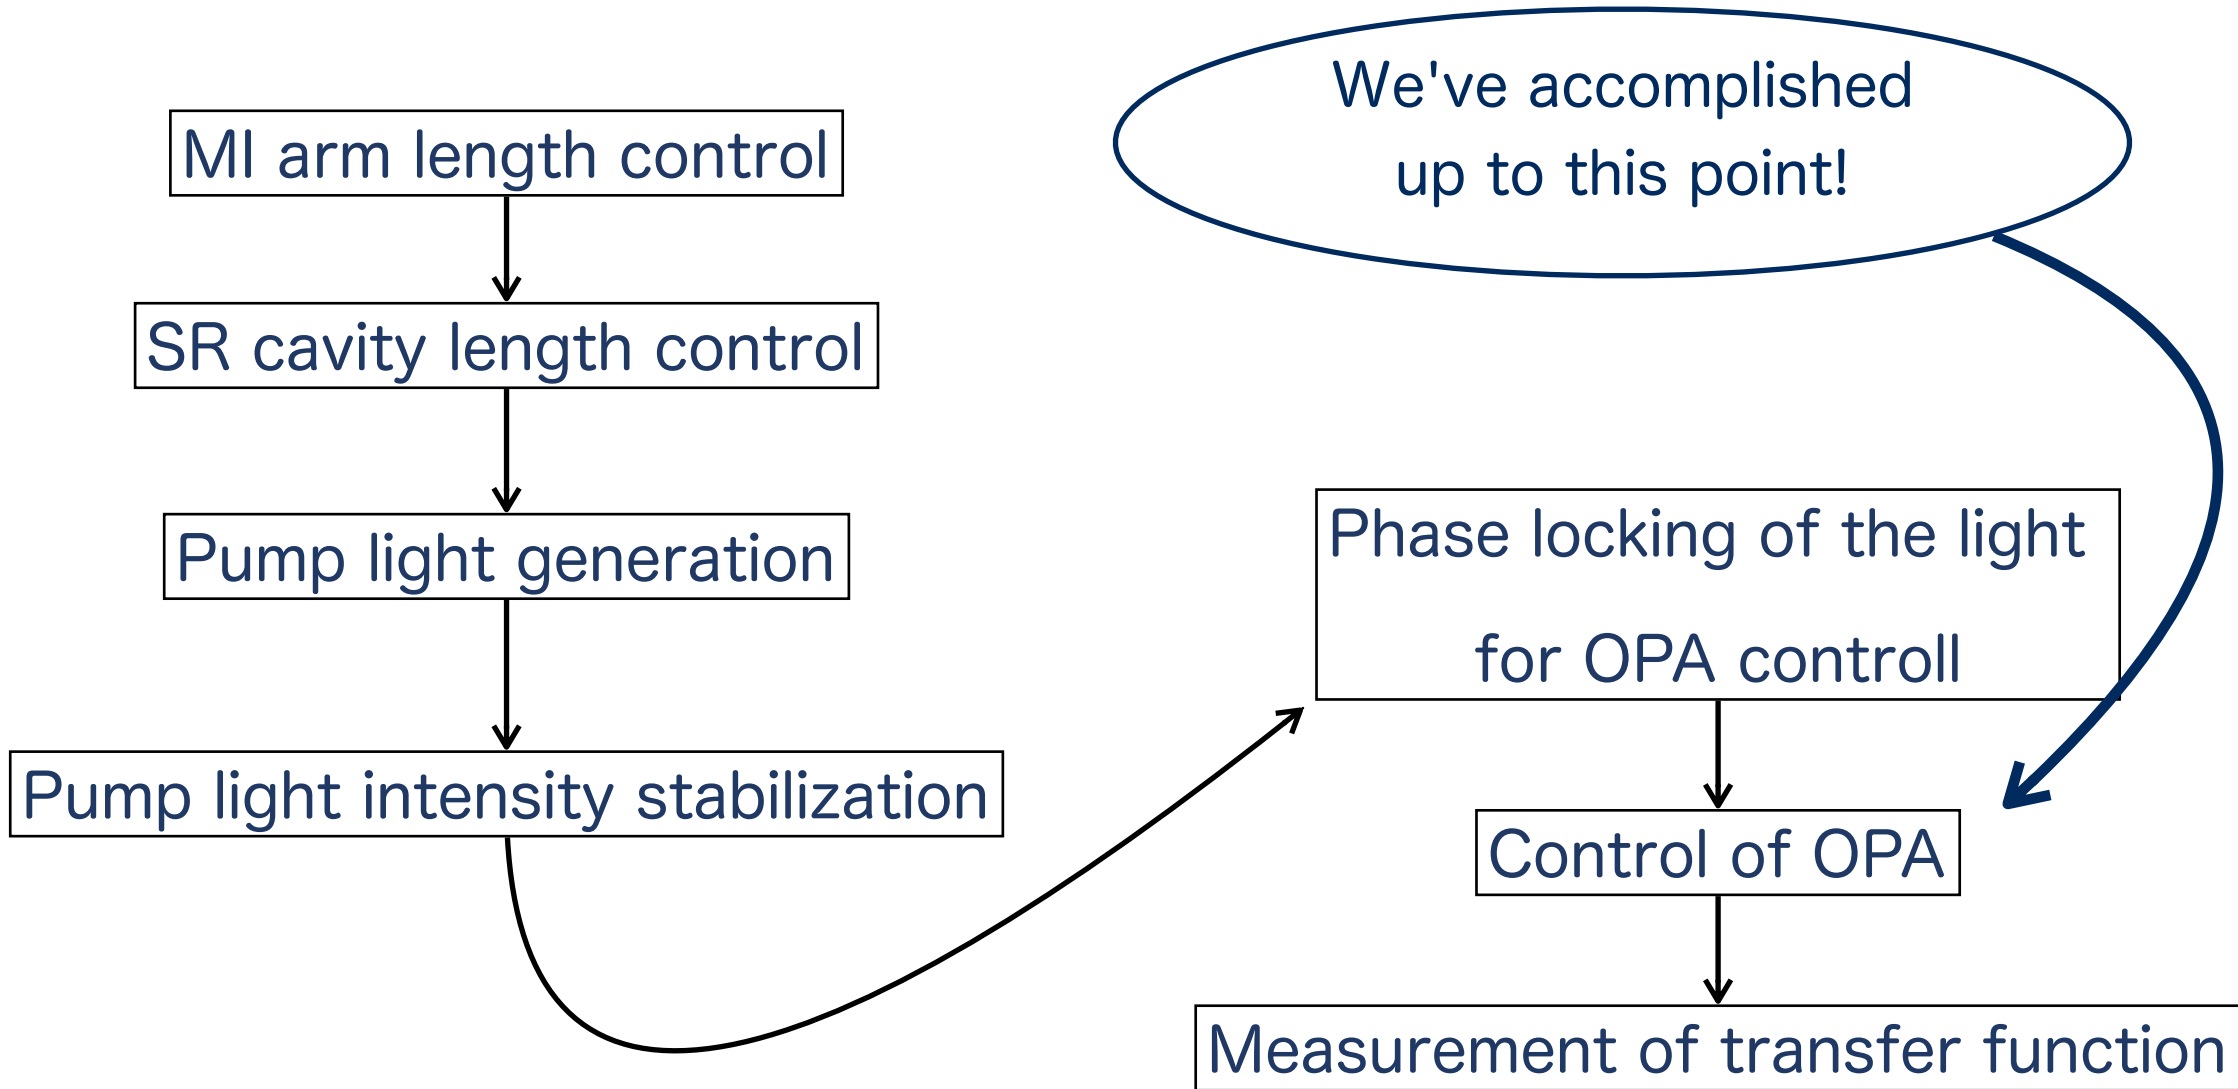 MI arm length control
SR cavity length control
Pump light generation
Pump light intensity stabilization
We've accomplished
up to this point!
Phase locking of the light
for OPA controll
Control of OPA
Measurement of transfer function